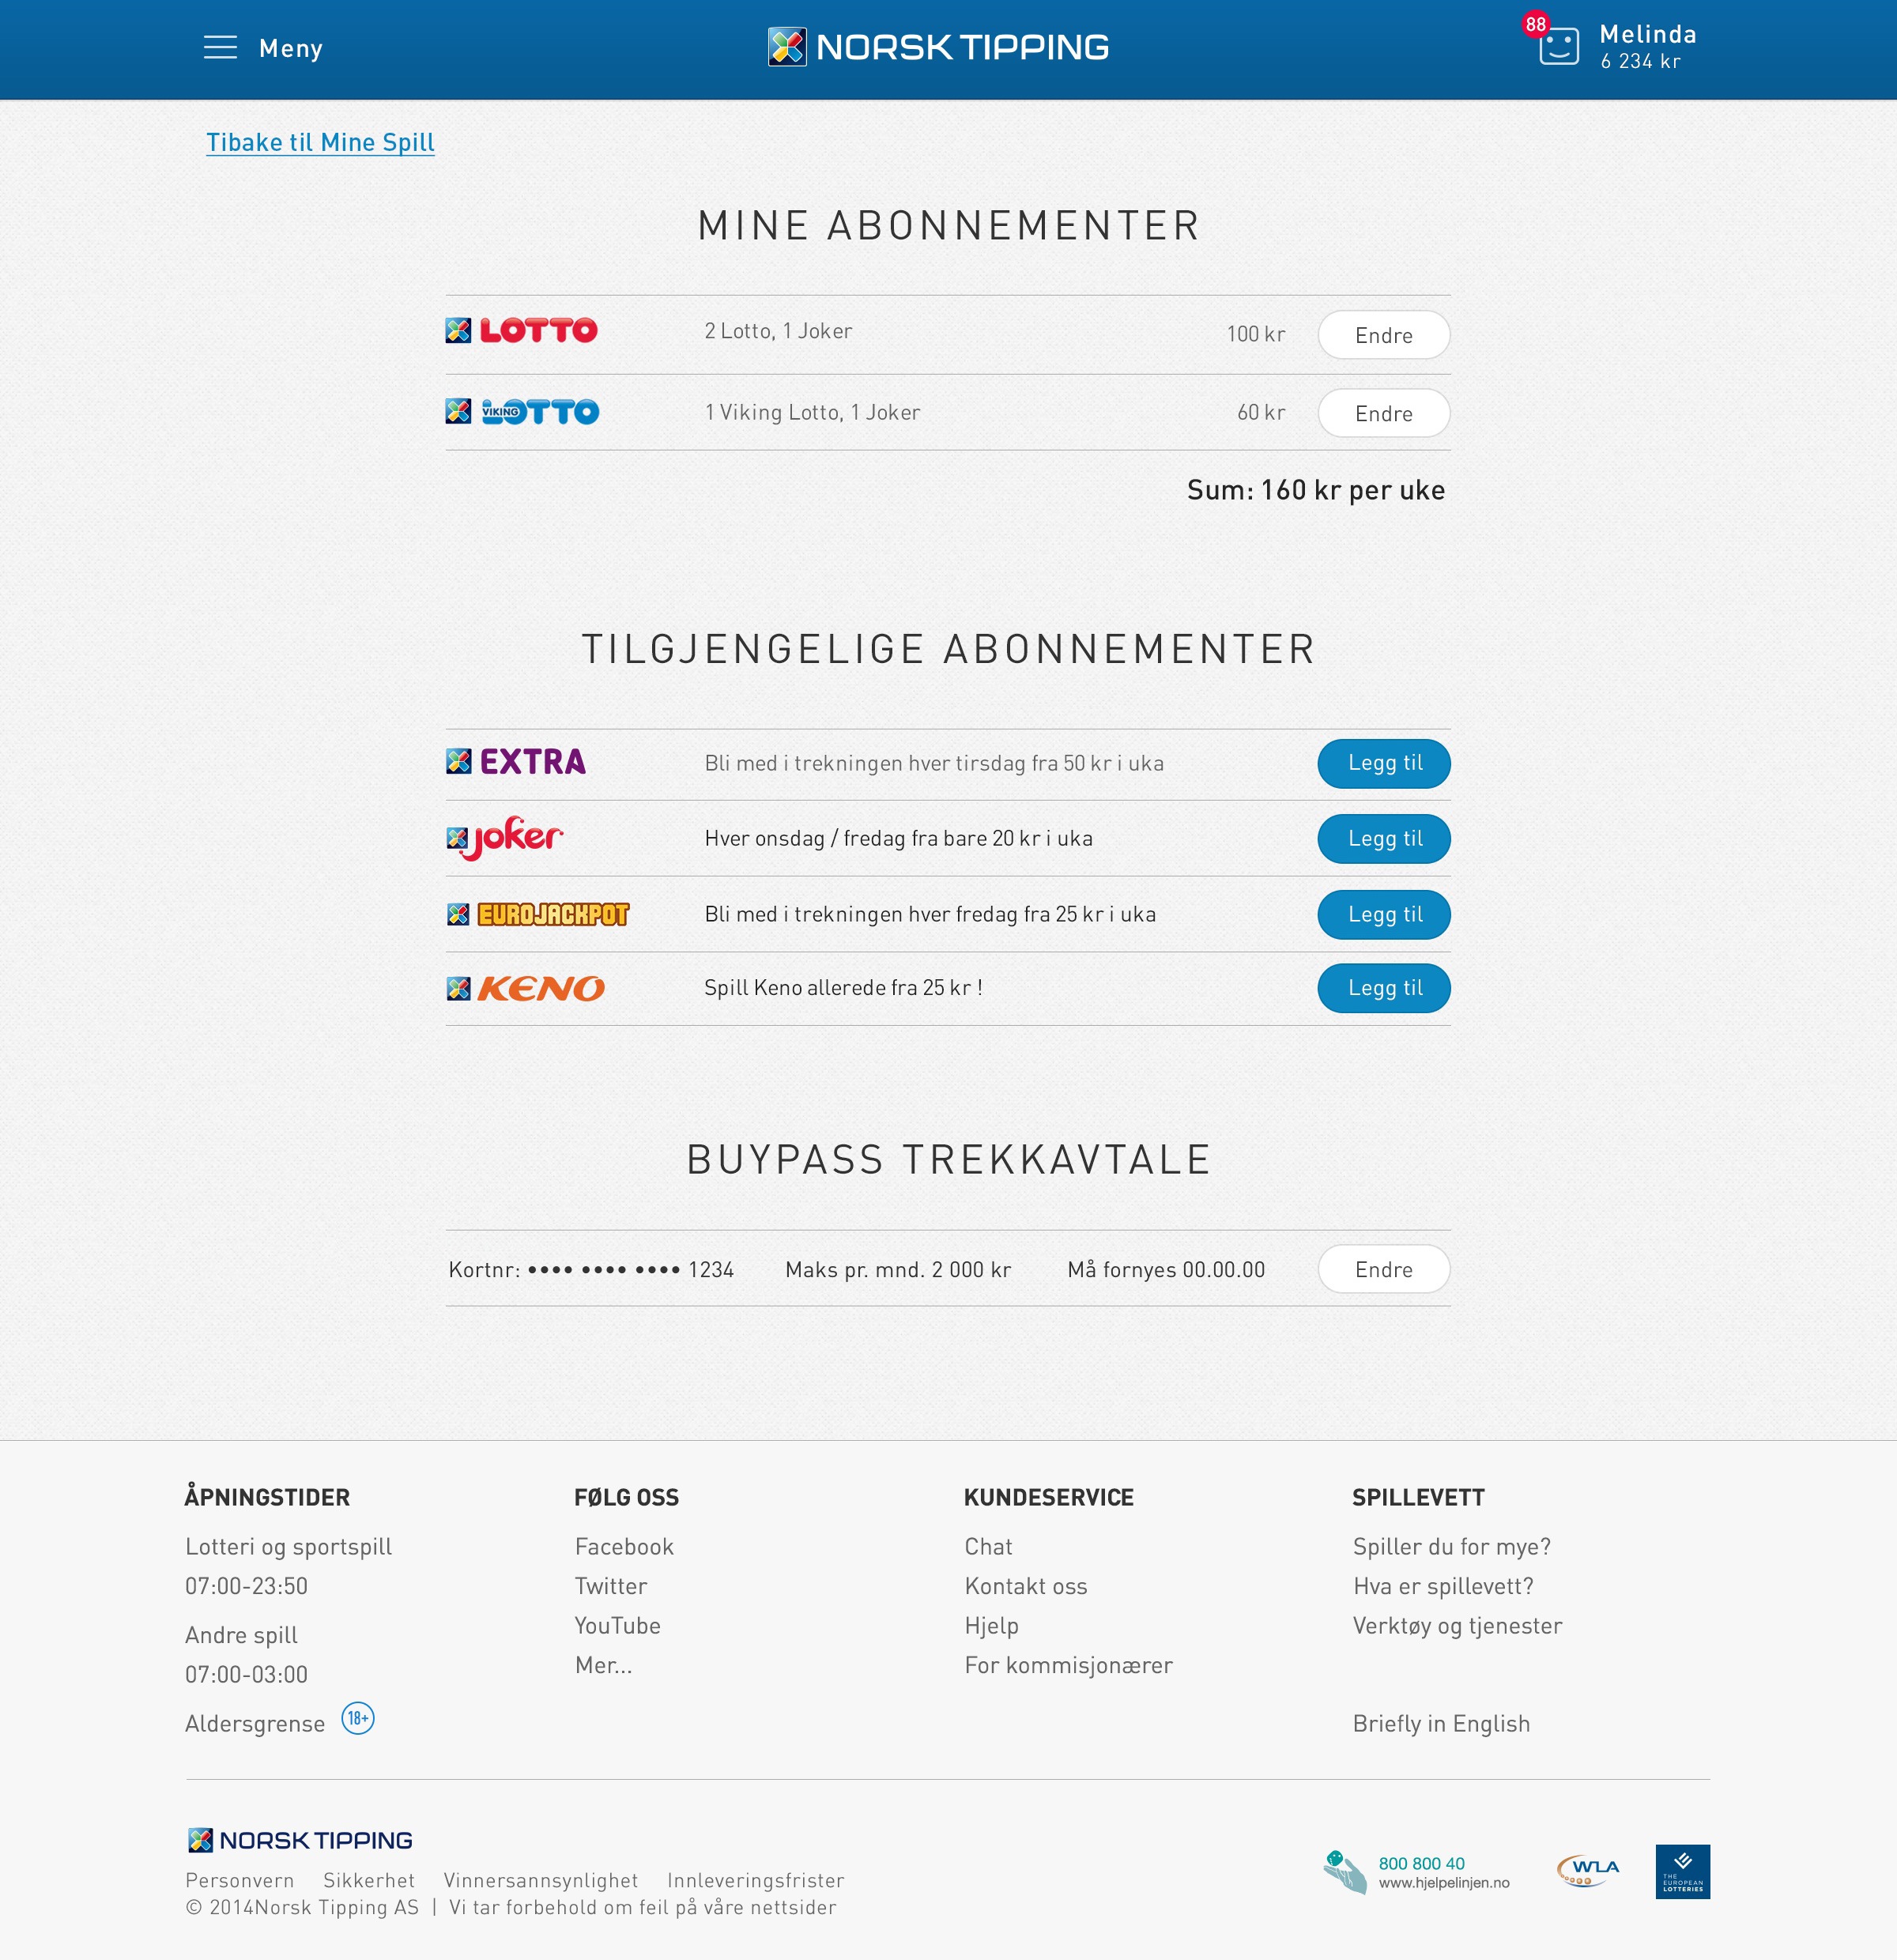 Meny
NORSK TIPPING
88
Melinda
6 234 kr
Tibake til Mine Spill
MINE ABONNEMENTER
LOTTO 2 Lotto, 1 Joker 100 kr Endre
VIKING LOTTO 1 Viking Lotto, 1 Joker 60 kr Endre
Sum: 160 kr per uke
TILGJENGELIGE ABONNEMENTER
EXTRA Bli med i trekningen hver tirsdag fra 50 kr i uka Legg til
joker Hver onsdag / fredag fra bare 20 kr i uka Legg til
EUROJACKPOT Bli med i trekningen hver fredag fra 25 kr i uka Legg til
KENO Spill Keno allerede fra 25 kr ! Legg til
BUYPASS TREKKAVTALE
Kortnr: •••• •••• •••• 1234 Maks pr. mnd. 2 000 kr Må fornyes 00.00.00 Endre
ÅPNINGSTIDER
Lotteri og sportspill
07:00-23:50
Andre spill
07:00-03:00
Aldersgrense 18+
FØLG OSS
Facebook
Twitter
YouTube
Mer...
KUNDESERVICE
Chat
Kontakt oss
Hjelp
For kommisjonærer
SPILLEVETT
Spiller du for mye?
Hva er spillevett?
Verktøy og tjenester
Briefly in English
NORSK TIPPING
Personvern Sikkerhet Vinnersannsynlighet Innleveringsfrister
© 2014Norsk Tipping AS | Vi tar forbehold om feil på våre nettsider
800 800 40
www.hjelpelinjen.no
WLA
THE
EUROPEAN
LOTTERIES